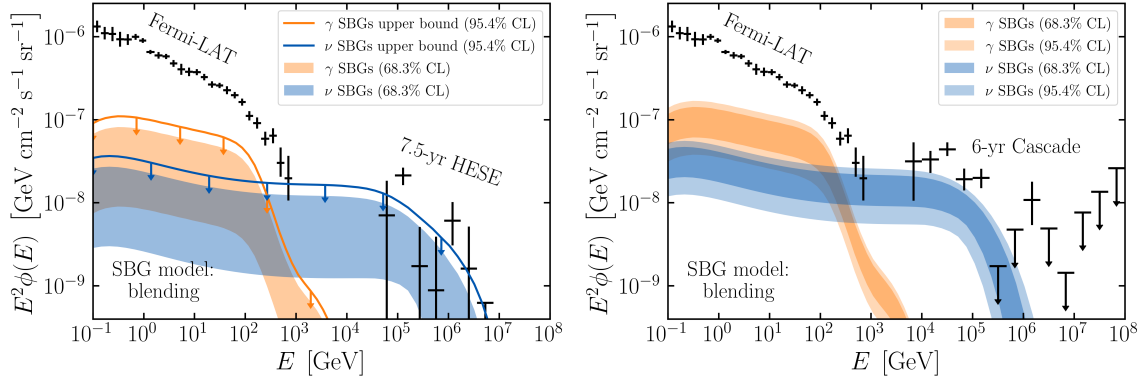 γ SBGs upper bound (95.4% CL)
ν SBGs upper bound (95.4% CL)
γ SBGs (68.3% CL)
ν SBGs (68.3% CL)
Fermi-LAT
7.5-yr HESE
SBG model:
blending
E²ϕ(E) [GeV cm⁻² s⁻¹ sr⁻¹]
10⁻⁶
10⁻⁷
10⁻⁸
10⁻⁹
10⁻¹ 10⁰ 10¹ 10² 10³ 10⁴ 10⁵ 10⁶ 10⁷ 10⁸
E [GeV]
γ SBGs (68.3% CL)
γ SBGs (95.4% CL)
ν SBGs (68.3% CL)
ν SBGs (95.4% CL)
Fermi-LAT
6-yr Cascade
SBG model:
blending
E²ϕ(E) [GeV cm⁻² s⁻¹ sr⁻¹]
10⁻⁶
10⁻⁷
10⁻⁸
10⁻⁹
10⁻¹ 10⁰ 10¹ 10² 10³ 10⁴ 10⁵ 10⁶ 10⁷ 10⁸
E [GeV]